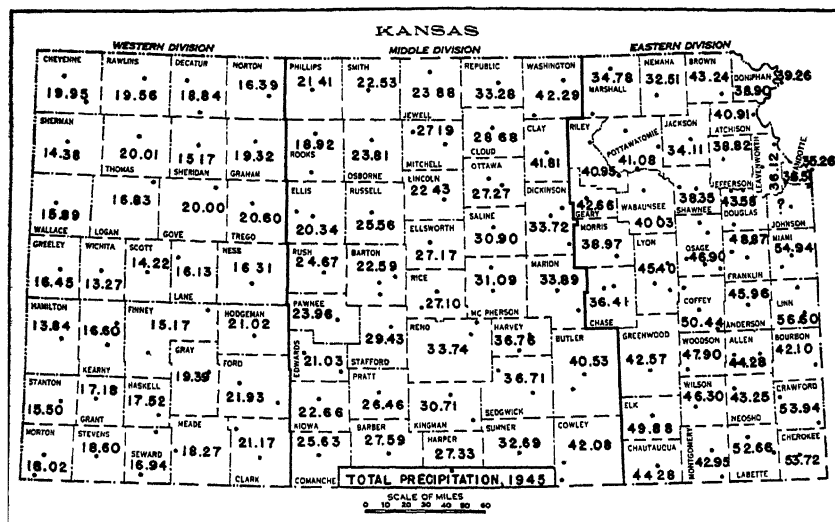 KANSAS
WESTERN DIVISION MIDDLE DIVISION EASTERN DIVISION
CHEYENNE RAWLINS DECATUR NORTON PHILLIPS SMITH REPUBLIC WASHINGTON NEMAHA BROWN DONIPHAN
19.95 19.56 18.84 16.39 21.41 22.53 23.88 33.28 42.29 34.78 32.51 43.24 38.90 39.26
JEWELL MARSHALL
SHERMAN CLAY RILEY POTTAWATOMIE JACKSON ATCHISON
14.38 20.01 15.17 19.32 18.92 23.81 27.19 28.68 41.81 41.08 34.11 38.82 40.91
THOMAS SHERIDAN GRAHAM ROOKS OSBORNE MITCHELL CLOUD JEFFERSON LEAVENWORTH
36.12 35.26
ELLIS RUSSELL LINCOLN OTTAWA DICKINSON
15.89 16.83 20.00 20.60 20.34 25.56 22.43 27.27 33.72 40.95 42.66 40.03 38.35 43.58 ?
WALLACE LOGAN GOVE TREGO ELLSWORTH SALINE GEARY WABAUNSEE SHAWNEE DOUGLAS JOHNSON
27.17 30.90
GREELEY WICHITA SCOTT LANE NESS RUSH BARTON RICE MARION MORRIS LYON OSAGE FRANKLIN MIAMI
16.45 13.27 14.22 16.13 16.31 24.67 22.59 27.10 31.09 33.89 38.97 45.40 46.90 48.87 54.94
MC PHERSON
HAMILTON KEARNY FINNEY HODGEMAN PAWNEE STAFFORD RENO HARVEY BUTLER CHASE COFFEY ANDERSON LINN
13.84 16.60 15.17 21.02 23.96 29.43 33.74 36.76 40.53 36.41 50.44 45.96 56.60
GRAY FORD EDWARDS GREENWOOD WOODSON ALLEN BOURBON
19.39 21.93 21.03 42.57 47.90 44.28 42.10
STANTON GRANT HASKELL KIOWA PRATT KINGMAN SEDGWICK ELK WILSON NEOSHO CRAWFORD
15.50 17.18 17.52 22.66 26.46 30.71 36.71 49.88 46.30 43.25 53.94
MORTON STEVENS SEWARD MEADE CLARK COMANCHE BARBER HARPER SUMNER COWLEY CHAUTAUQUA MONTGOMERY LABETTE CHEROKEE
18.02 18.60 16.94 18.27 21.17 25.63 27.59 27.33 32.69 42.08 44.28 42.95 52.66 53.72
TOTAL PRECIPITATION, 1945
SCALE OF MILES
0 10 20 30 40 50 60